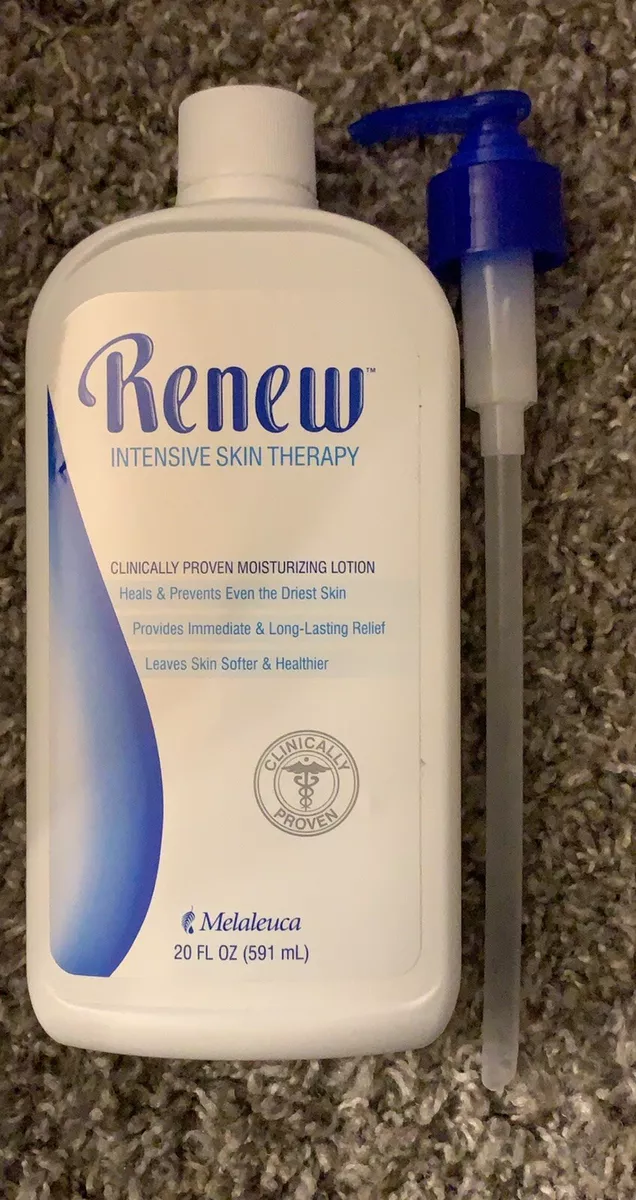 Renew™
INTENSIVE SKIN THERAPY
CLINICALLY PROVEN MOISTURIZING LOTION
Heals & Prevents Even the Driest Skin
Provides Immediate & Long-Lasting Relief
Leaves Skin Softer & Healthier
CLINICALLY
PROVEN
Melaleuca
20 FL OZ (591 mL)